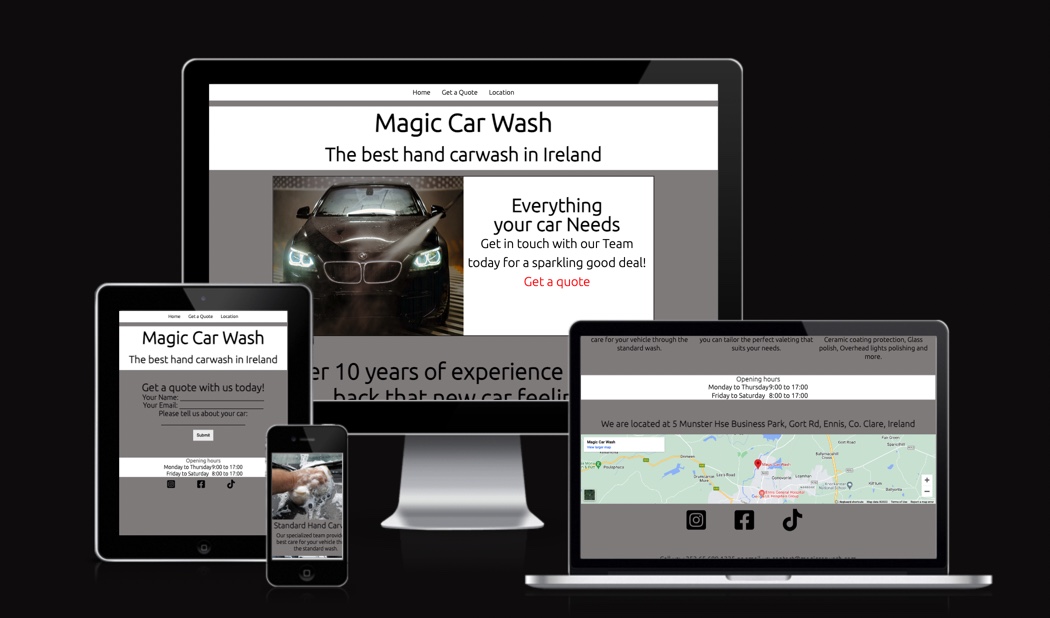 Home Get a Quote Location
Magic Car Wash
The best hand carwash in Ireland
Everything
your car Needs
Get in touch with our Team
today for a sparkling good deal!
Get a quote
er 10 years of experience
back that new car feelin
Home Get a Quote Location
Magic Car Wash
The best hand carwash in Ireland
Get a quote with us today!
Your Name:
Your Email:
Please tell us about your car:
Submit
Opening hours
Monday to Thursday9:00 to 17:00
Friday to Saturday 8:00 to 17:00
Standard Hand Car
Our specialized team provid
best care for your vehicle th
the standard wash.
care for your vehicle through the
standard wash.
you can tailor the perfect valeting that
suits your needs.
Ceramic coating protection, Glass
polish, Overhead lights polishing and
more.
Opening hours
Monday to Thursday9:00 to 17:00
Friday to Saturday 8:00 to 17:00
We are located at 5 Munster Hse Business Park, Gort Rd, Ennis, Co. Clare, Ireland
Magic Car Wash
View larger map
Magic Car Wash